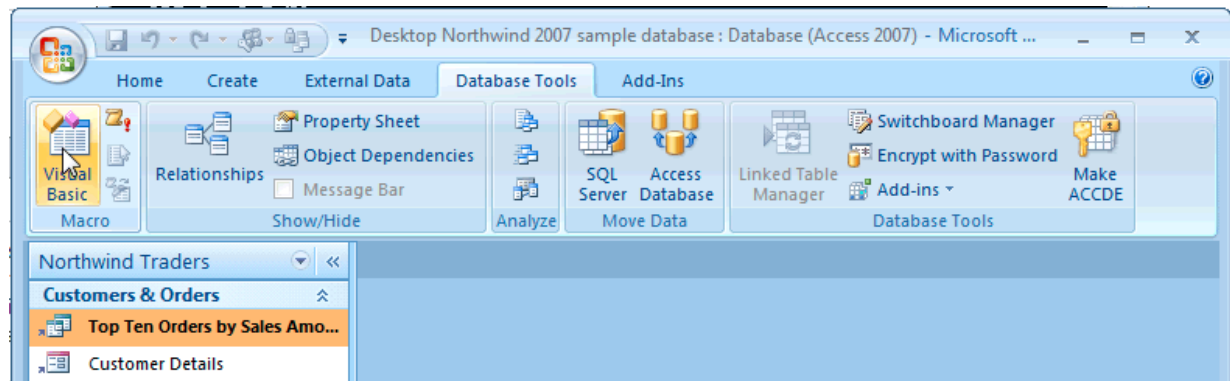 Desktop Northwind 2007 sample database : Database (Access 2007) - Microsoft ...
Home Create External Data Database Tools Add-Ins
Visual Basic
Macro
Relationships
Property Sheet
Object Dependencies
Message Bar
Show/Hide
Analyze
SQL Server
Access Database
Move Data
Linked Table Manager
Switchboard Manager
Encrypt with Password
Add-ins
Make ACCDE
Database Tools
Northwind Traders
Customers & Orders
Top Ten Orders by Sales Amo...
Customer Details